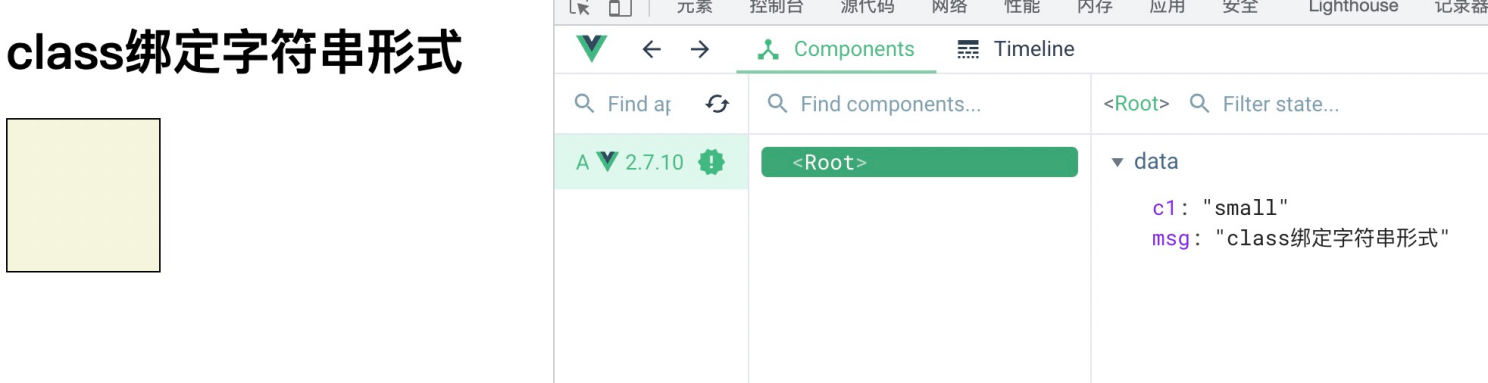 class绑定字符串形式
元素 控制台 源代码 网络 性能 内存 应用 安全 Lighthouse 记录器
Components Timeline
Find ap Find components... <Root> Filter state...
A 2.7.10 <Root> data
c1: "small"
msg: "class绑定字符串形式"